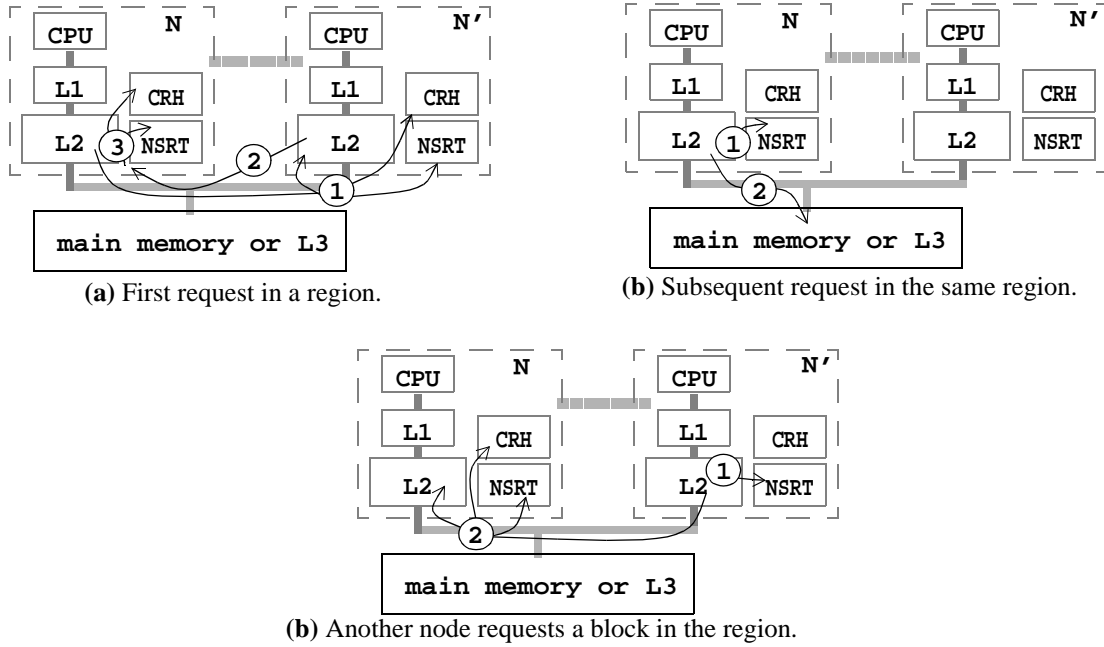 N
N′
CPU
CPU
L1
L1
CRH
CRH
L2
L2
NSRT
NSRT
3
2
1
main memory or L3
(a) First request in a region.
N
N′
CPU
CPU
L1
L1
CRH
CRH
L2
L2
NSRT
NSRT
1
2
main memory or L3
(b) Subsequent request in the same region.
N
N′
CPU
CPU
L1
L1
CRH
CRH
L2
L2
NSRT
NSRT
1
2
main memory or L3
(b) Another node requests a block in the region.